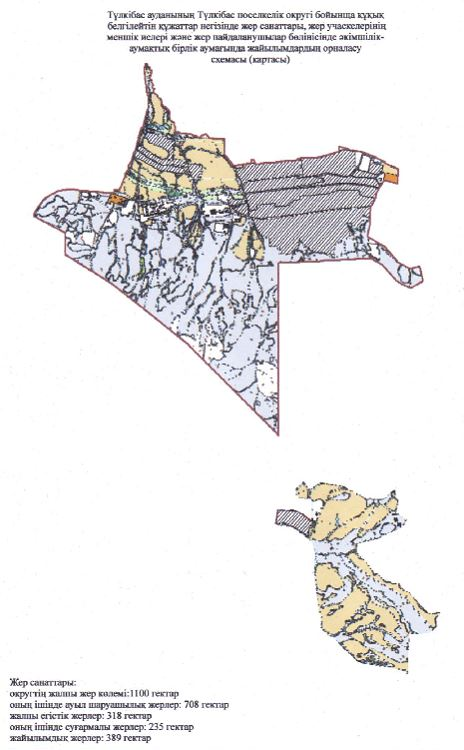 Түлкібас ауданының Түлкібас поселкелік округі бойынша құқық
белгілейтін құжаттар негізінде жер санаттары, жер учаскелерінің
меншік иелері және жер пайдаланушылар бөлінісінде әкімшілік-
аумақтық бірлік аумағында жайылымдардың орналасу
схемасы (картасы)
Жер санаттары:
округтің жалпы жер көлемі:1100 гектар
оның ішінде ауыл шаруашылық жерлер: 708 гектар
жалпы егістік жерлер: 318 гектар
оның ішінде суғармалы жерлер: 235 гектар
жайылымдық жерлер: 389 гектар